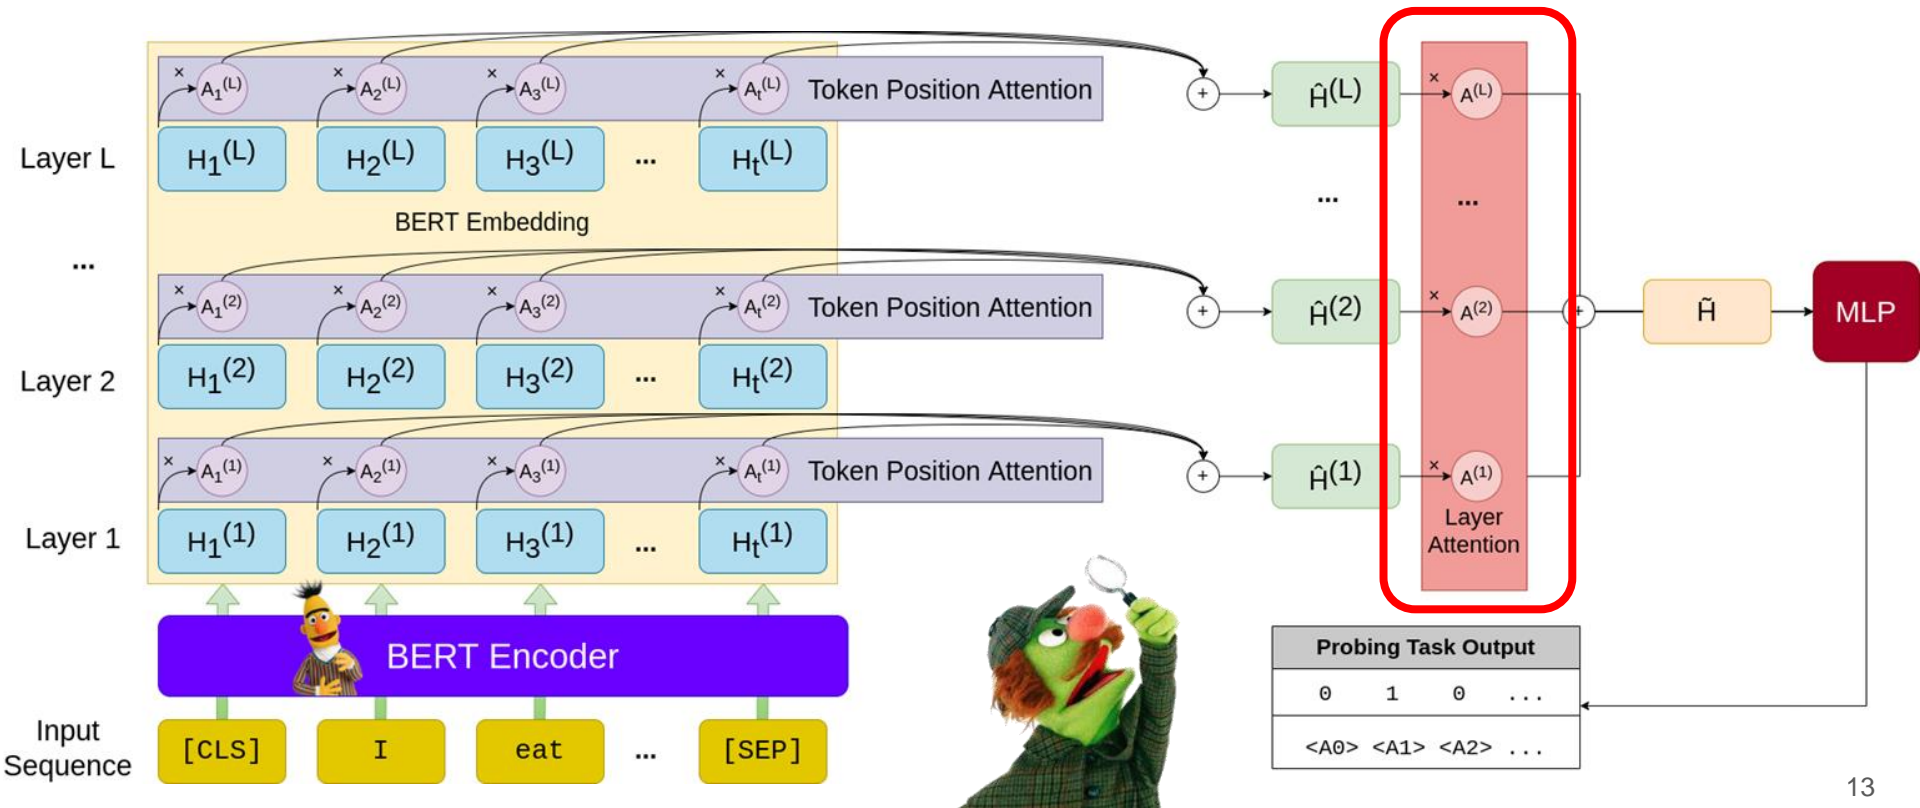 × A₁⁽ᴸ⁾ × A₂⁽ᴸ⁾ × A₃⁽ᴸ⁾ × Aₜ⁽ᴸ⁾ Token Position Attention + Ĥ(L) × A(L)
Layer L H₁(L) H₂(L) H₃(L) ... Hₜ(L)
... ...
BERT Embedding
...
× A₁(2) × A₂(2) × A₃(2) × Aₜ(2) Token Position Attention + Ĥ(2) × A(2) + H̃ MLP
Layer 2 H₁(2) H₂(2) H₃(2) ... Hₜ(2)
× A₁(1) × A₂(1) × A₃(1) × Aₜ(1) Token Position Attention + Ĥ(1) × A(1)
Layer
Attention
Layer 1 H₁(1) H₂(1) H₃(1) ... Hₜ(1)
BERT Encoder
Input
Sequence
[CLS] I eat ... [SEP]
Probing Task Output
0 1 0 ...
<A0> <A1> <A2> ...
13